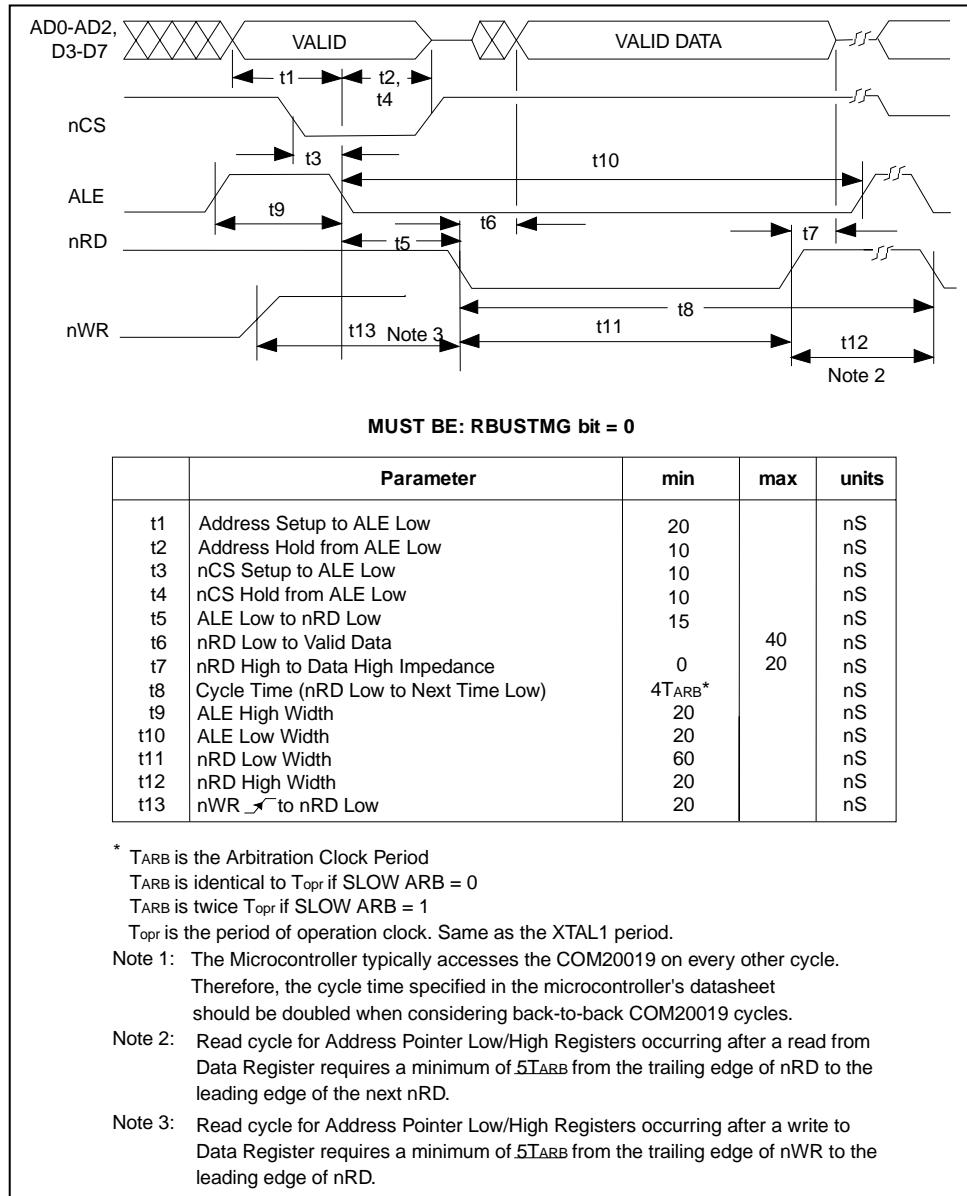 AD0-AD2,
D3-D7
VALID
VALID DATA
t1
t2,
t4
nCS
t3
t10
ALE
t9
t6
t7
nRD
t5
t8
nWR
t13
Note 3
t11
t12
Note 2
MUST BE: RBUSTMG bit = 0
Parameter min max units
t1 Address Setup to ALE Low 20 nS
t2 Address Hold from ALE Low 10 nS
t3 nCS Setup to ALE Low 10 nS
t4 nCS Hold from ALE Low 10 nS
t5 ALE Low to nRD Low 15 nS
t6 nRD Low to Valid Data 40 nS
t7 nRD High to Data High Impedance 0 20 nS
t8 Cycle Time (nRD Low to Next Time Low) 4TARB* nS
t9 ALE High Width 20 nS
t10 ALE Low Width 20 nS
t11 nRD Low Width 60 nS
t12 nRD High Width 20 nS
t13 nWR to nRD Low 20 nS
* TARB is the Arbitration Clock Period
TARB is identical to Topr if SLOW ARB = 0
TARB is twice Topr if SLOW ARB = 1
Topr is the period of operation clock. Same as the XTAL1 period.
Note 1: The Microcontroller typically accesses the COM20019 on every other cycle.
Therefore, the cycle time specified in the microcontroller's datasheet
should be doubled when considering back-to-back COM20019 cycles.
Note 2: Read cycle for Address Pointer Low/High Registers occurring after a read from
Data Register requires a minimum of 5TARB from the trailing edge of nRD to the
leading edge of the next nRD.
Note 3: Read cycle for Address Pointer Low/High Registers occurring after a write to
Data Register requires a minimum of 5TARB from the trailing edge of nWR to the
leading edge of nRD.